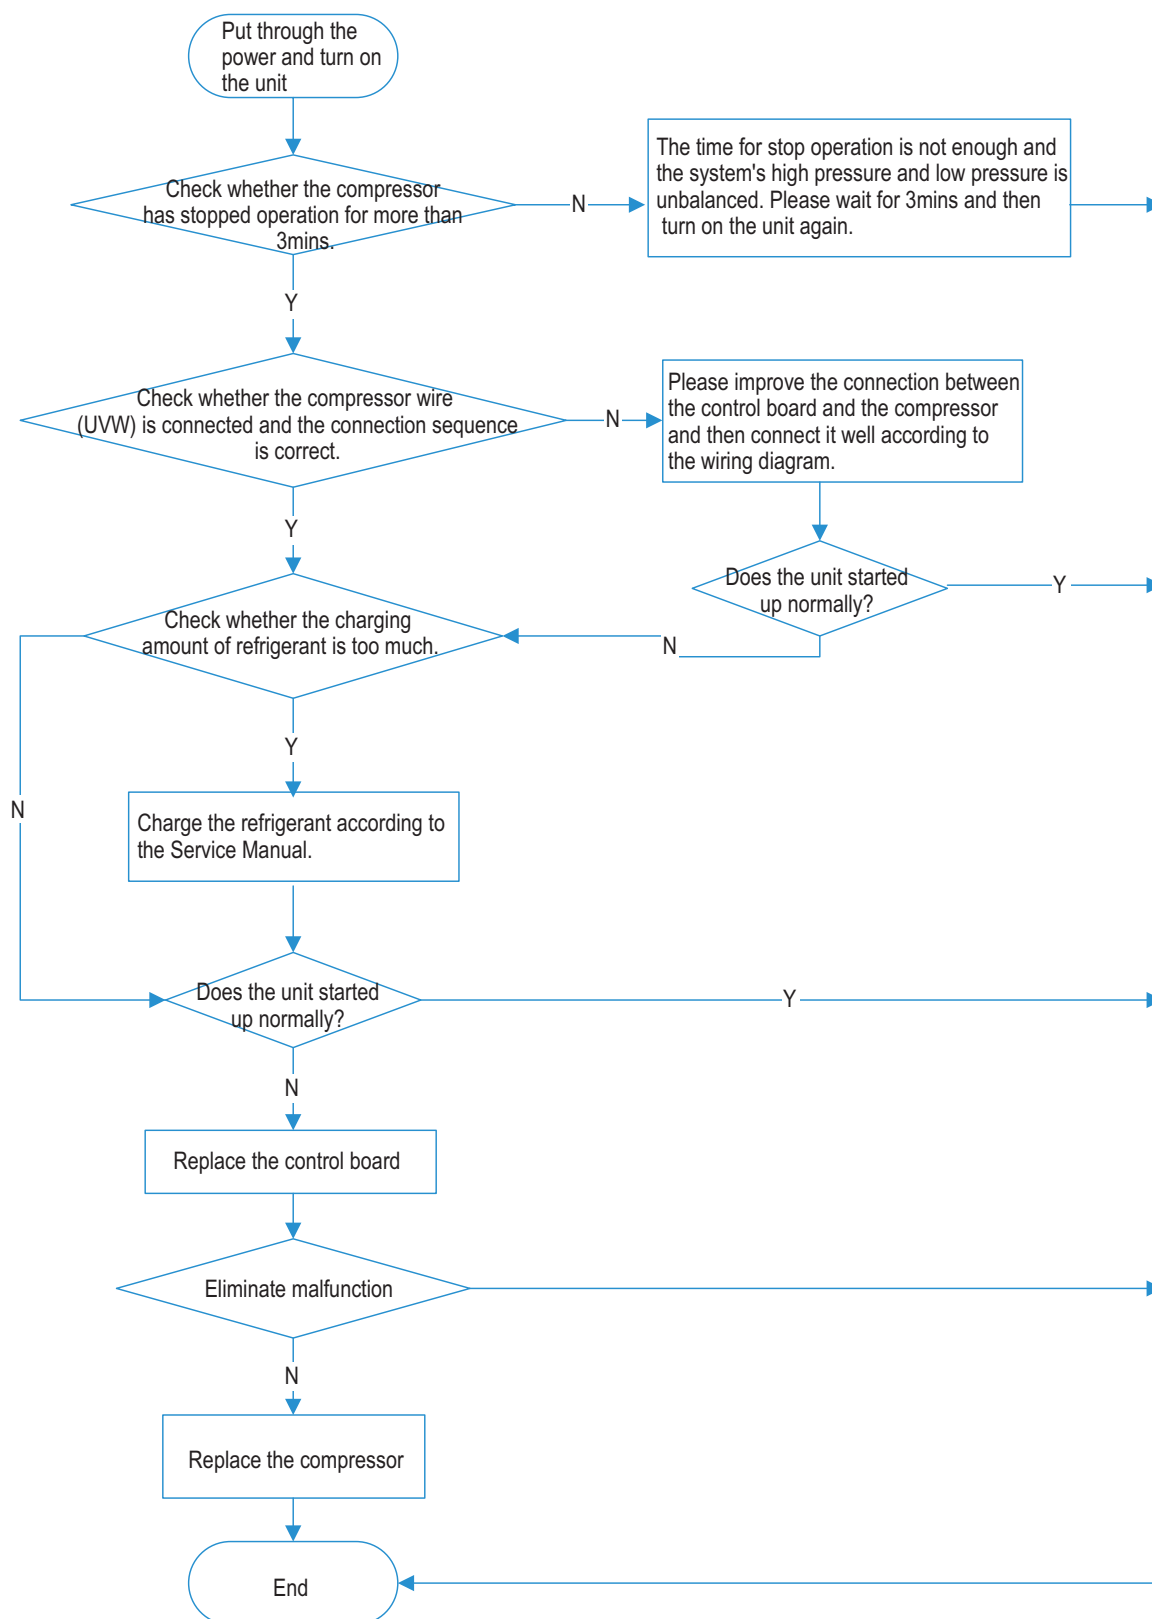 Put through the
power and turn on
the unit
Check whether the compressor
has stopped operation for more than
3mins.
N
The time for stop operation is not enough and
the system's high pressure and low pressure is
unbalanced. Please wait for 3mins and then
turn on the unit again.
Y
Check whether the compressor wire
(UVW) is connected and the connection sequence
is correct.
N
Please improve the connection between
the control board and the compressor
and then connect it well according to
the wiring diagram.
Y
Does the unit started
up normally?
Y
N
Check whether the charging
amount of refrigerant is too much.
Y
N
Charge the refrigerant according to
the Service Manual.
Does the unit started
up normally?
Y
N
Replace the control board
Eliminate malfunction
N
Replace the compressor
End